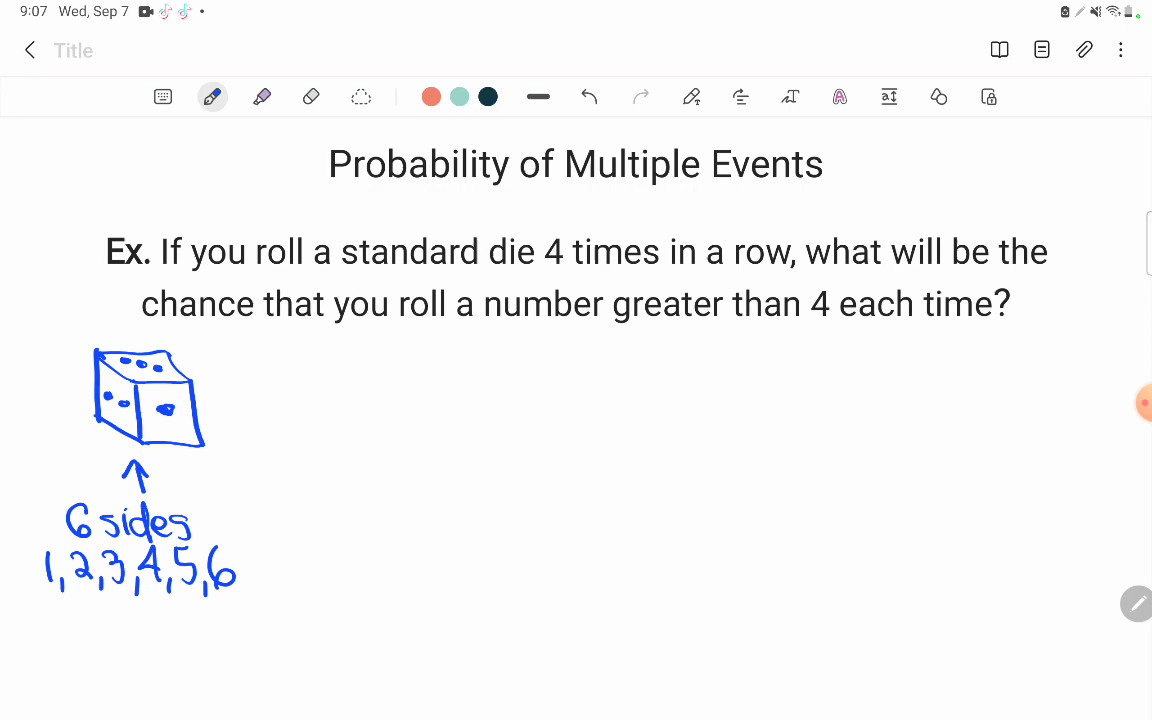 9:07 Wed, Sep 7
Title
Probability of Multiple Events
Ex. If you roll a standard die 4 times in a row, what will be the
chance that you roll a number greater than 4 each time?
6 sides
1,2,3,4,5,6